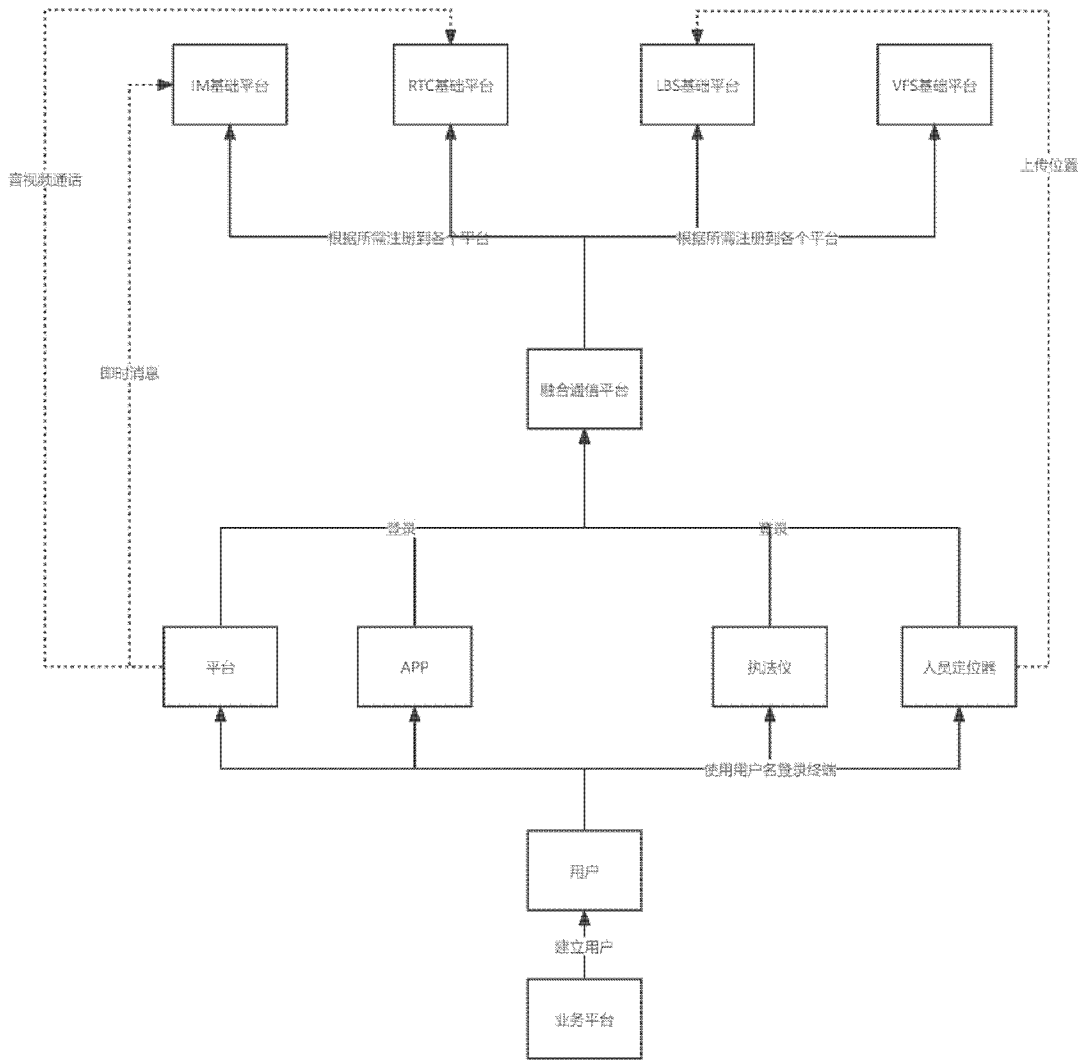 IM基础平台
RTC基础平台
LBS基础平台
VFS基础平台
音视频通话
上传位置
根据所需注册到各个平台
根据所需注册到各个平台
即时消息
融合通信平台
登录
登录
平台
APP
执法仪
人员定位器
使用用户名登录终端
用户
建立用户
业务平台